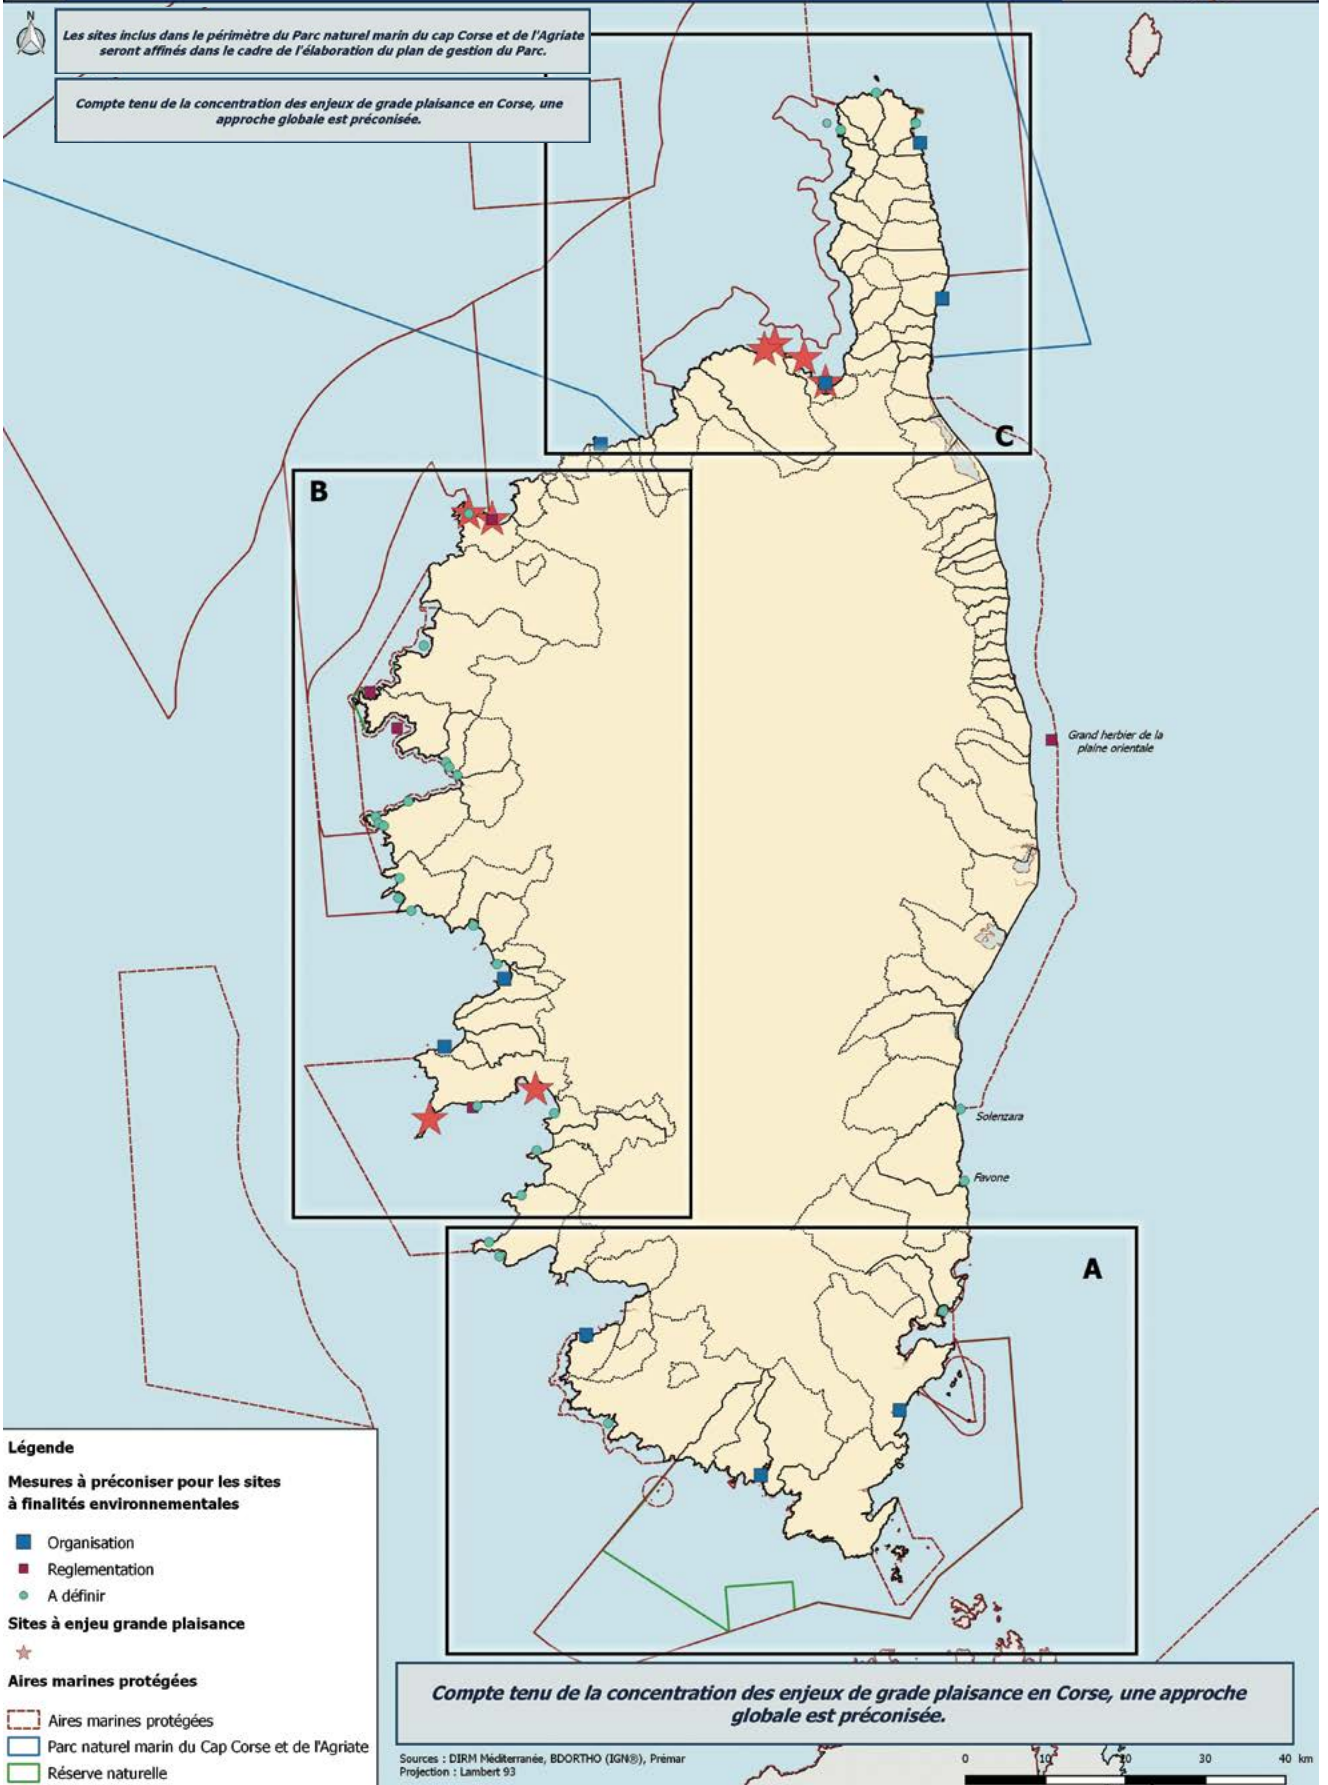 N
Les sites inclus dans le périmètre du Parc naturel marin du cap Corse et de l'Agriate
seront affinés dans le cadre de l'élaboration du plan de gestion du Parc.
Compte tenu de la concentration des enjeux de grade plaisance en Corse, une
approche globale est préconisée.
C
B
Grand herbier de la
plaine orientale
Solenzara
Favone
A
Légende
Mesures à préconiser pour les sites
à finalités environnementales
Organisation
Reglementation
A définir
Sites à enjeu grande plaisance
Aires marines protégées
Aires marines protégées
Parc naturel marin du Cap Corse et de l'Agriate
Réserve naturelle
Compte tenu de la concentration des enjeux de grade plaisance en Corse, une approche
globale est préconisée.
Sources : DIRM Méditerranée, BDORTHO (IGN®), Prémar
Projection : Lambert 93
0 10 20 30 40 km